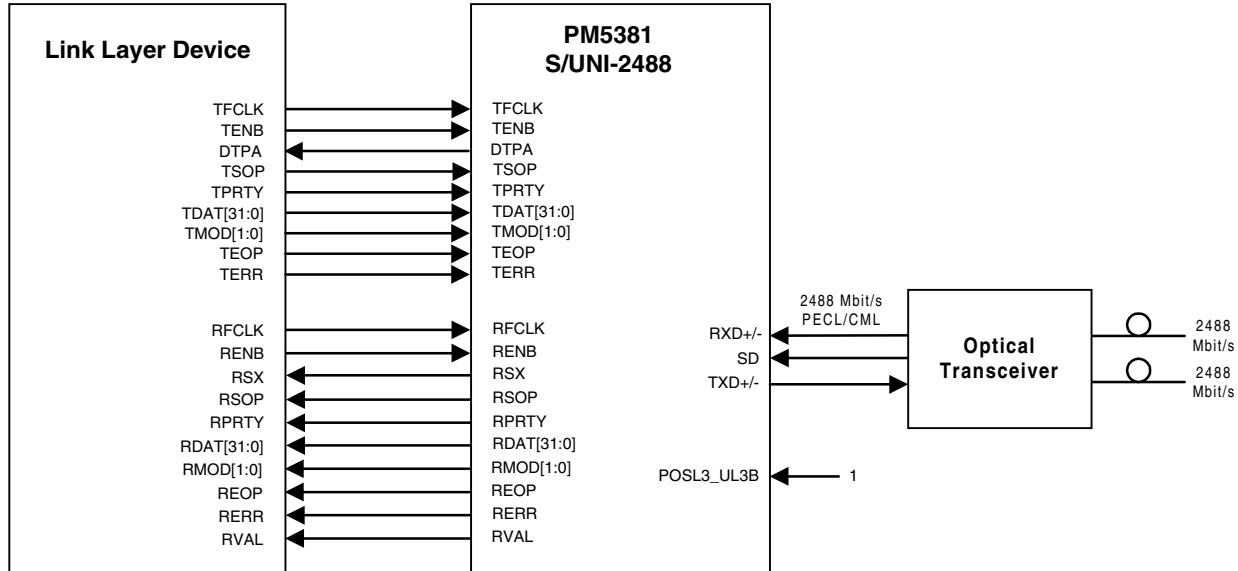 Link Layer Device
PM5381
S/UNI-2488
TFCLK
TENB
DTPA
TSOP
TPRTY
TDAT[31:0]
TMOD[1:0]
TEOP
TERR
RFCLK
RENB
RSX
RSOP
RPRTY
RDAT[31:0]
RMOD[1:0]
REOP
RERR
RVAL
TFCLK
TENB
DTPA
TSOP
TPRTY
TDAT[31:0]
TMOD[1:0]
TEOP
TERR
RFCLK
RENB
RSX
RSOP
RPRTY
RDAT[31:0]
RMOD[1:0]
REOP
RERR
RVAL
RXD+/-
SD
TXD+/-
POSL3_UL3B
1
2488 Mbit/s
PECL/CML
Optical
Transceiver
2488
Mbit/s
2488
Mbit/s